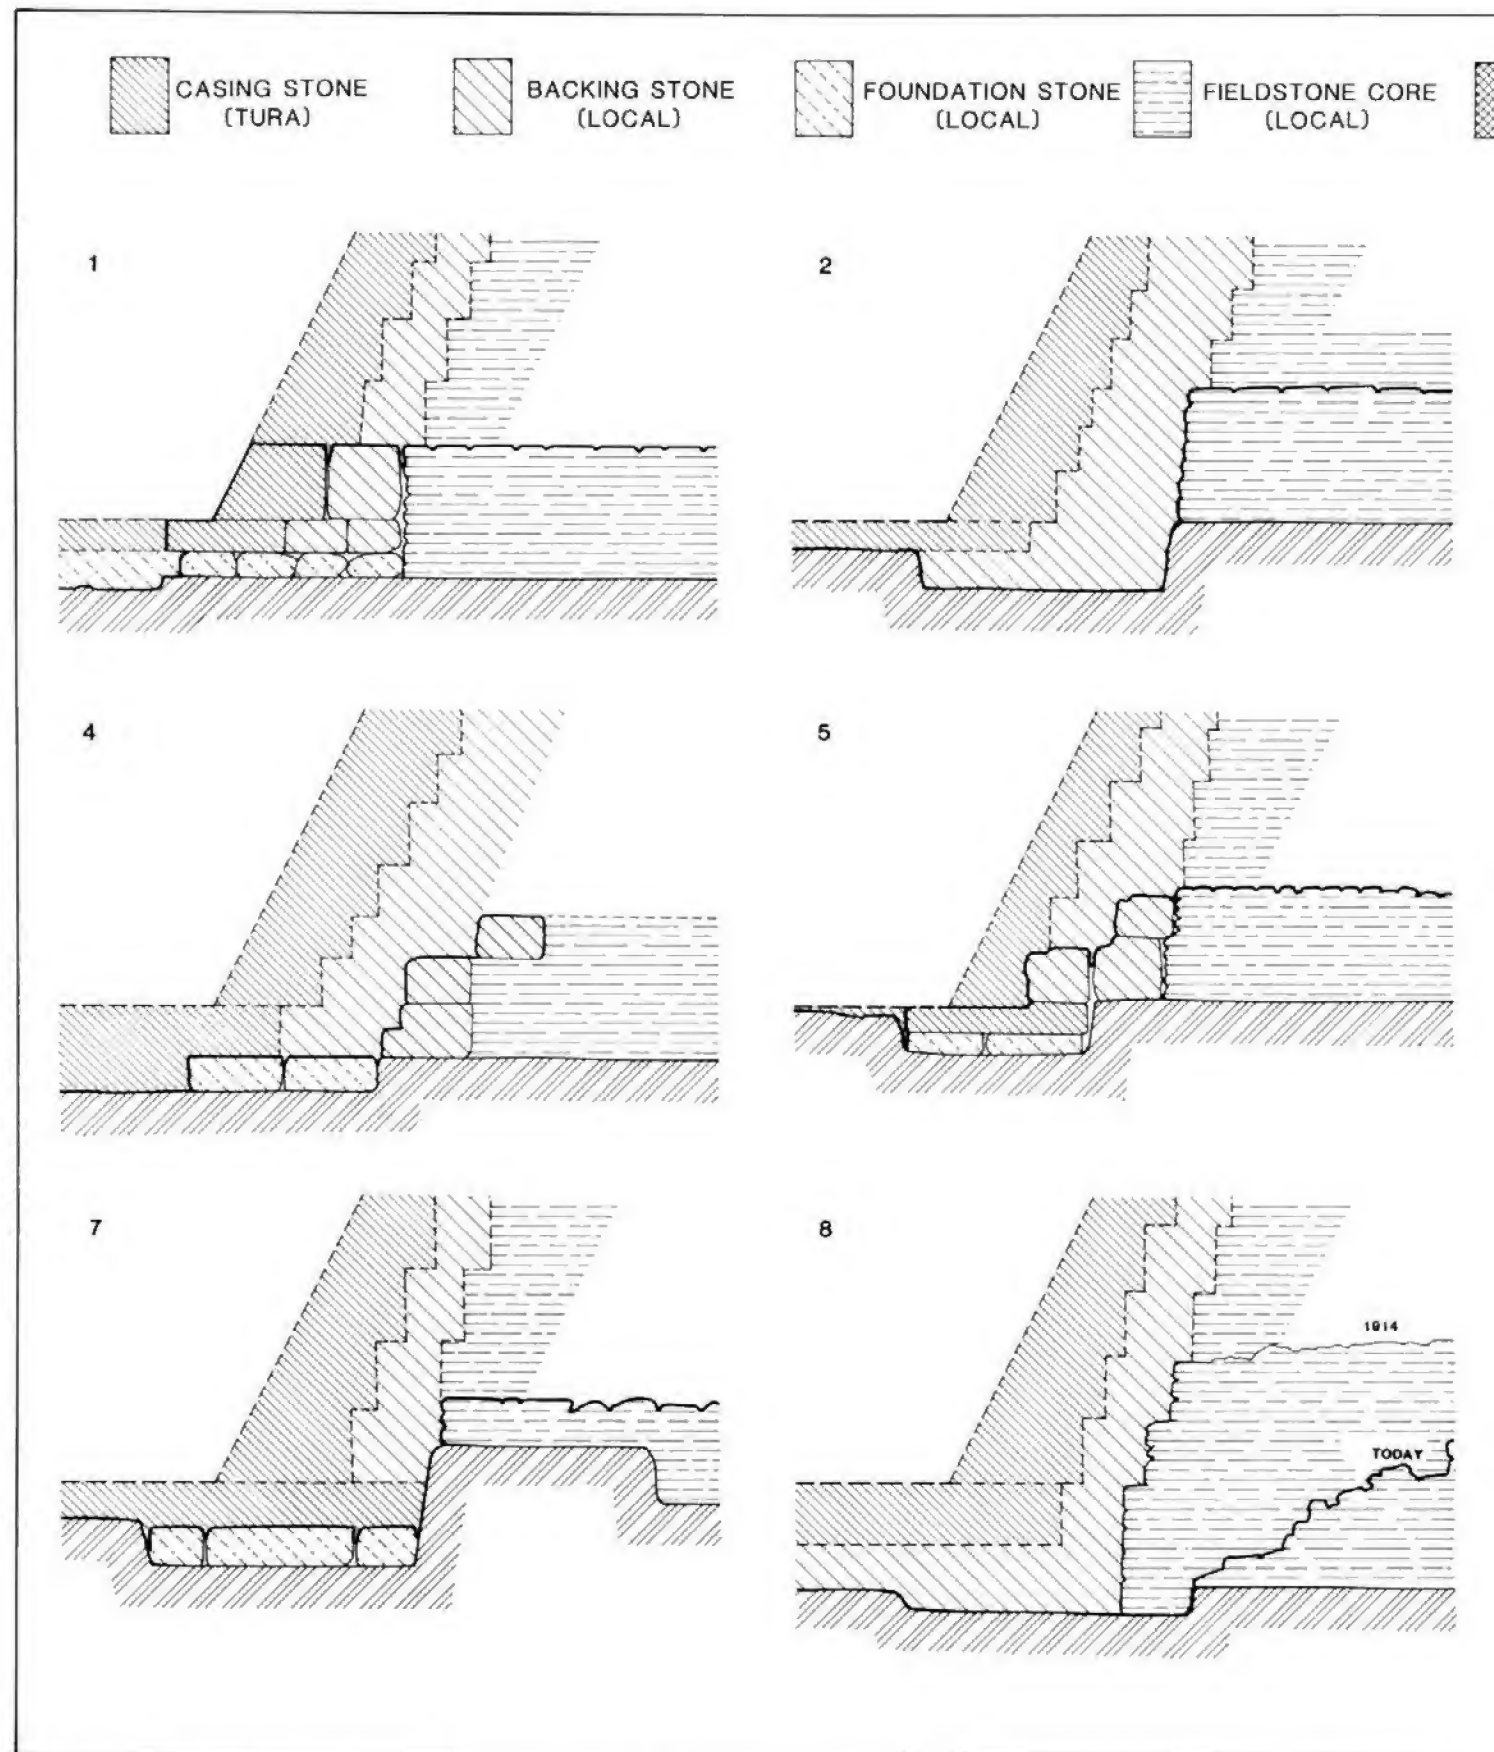 CASING STONE
(TURA)
BACKING STONE
(LOCAL)
FOUNDATION STONE
(LOCAL)
FIELDSTONE CORE
(LOCAL)
1
2
4
5
7
8
1914
TODAY